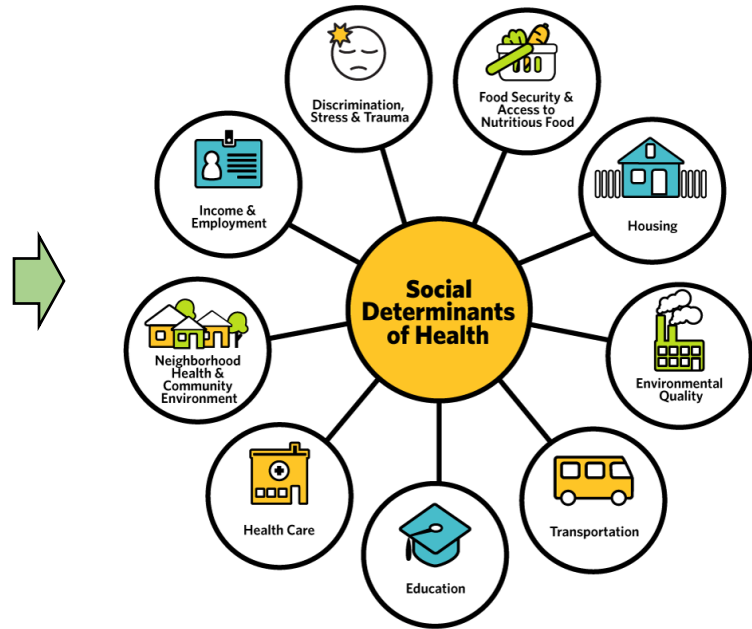 Social
Determinants
of Health
Discrimination,
Stress & Trauma
Food Security &
Access to
Nutritious Food
Housing
Environmental
Quality
Transportation
Education
Health Care
Neighborhood
Health &
Community
Environment
Income &
Employment